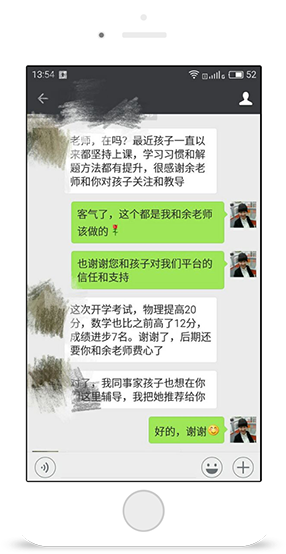 13:54 52
老师，在吗？最近孩子一直以
来都坚持上课，学习习惯和解
题方法都有提升，很感谢余老
师和你对孩子关注和教导
客气了，这个都是我和余老师
该做的🌹
也谢谢您和孩子对我们平台的
信任和支持
这次开学考试，物理提高20
分，数学也比之前高了12分，
成绩进步7名。谢谢了，后期还
要你和余老师费心了
对了，我同事家孩子也想在你
这里辅导，我把她推荐给你
好的，谢谢😊